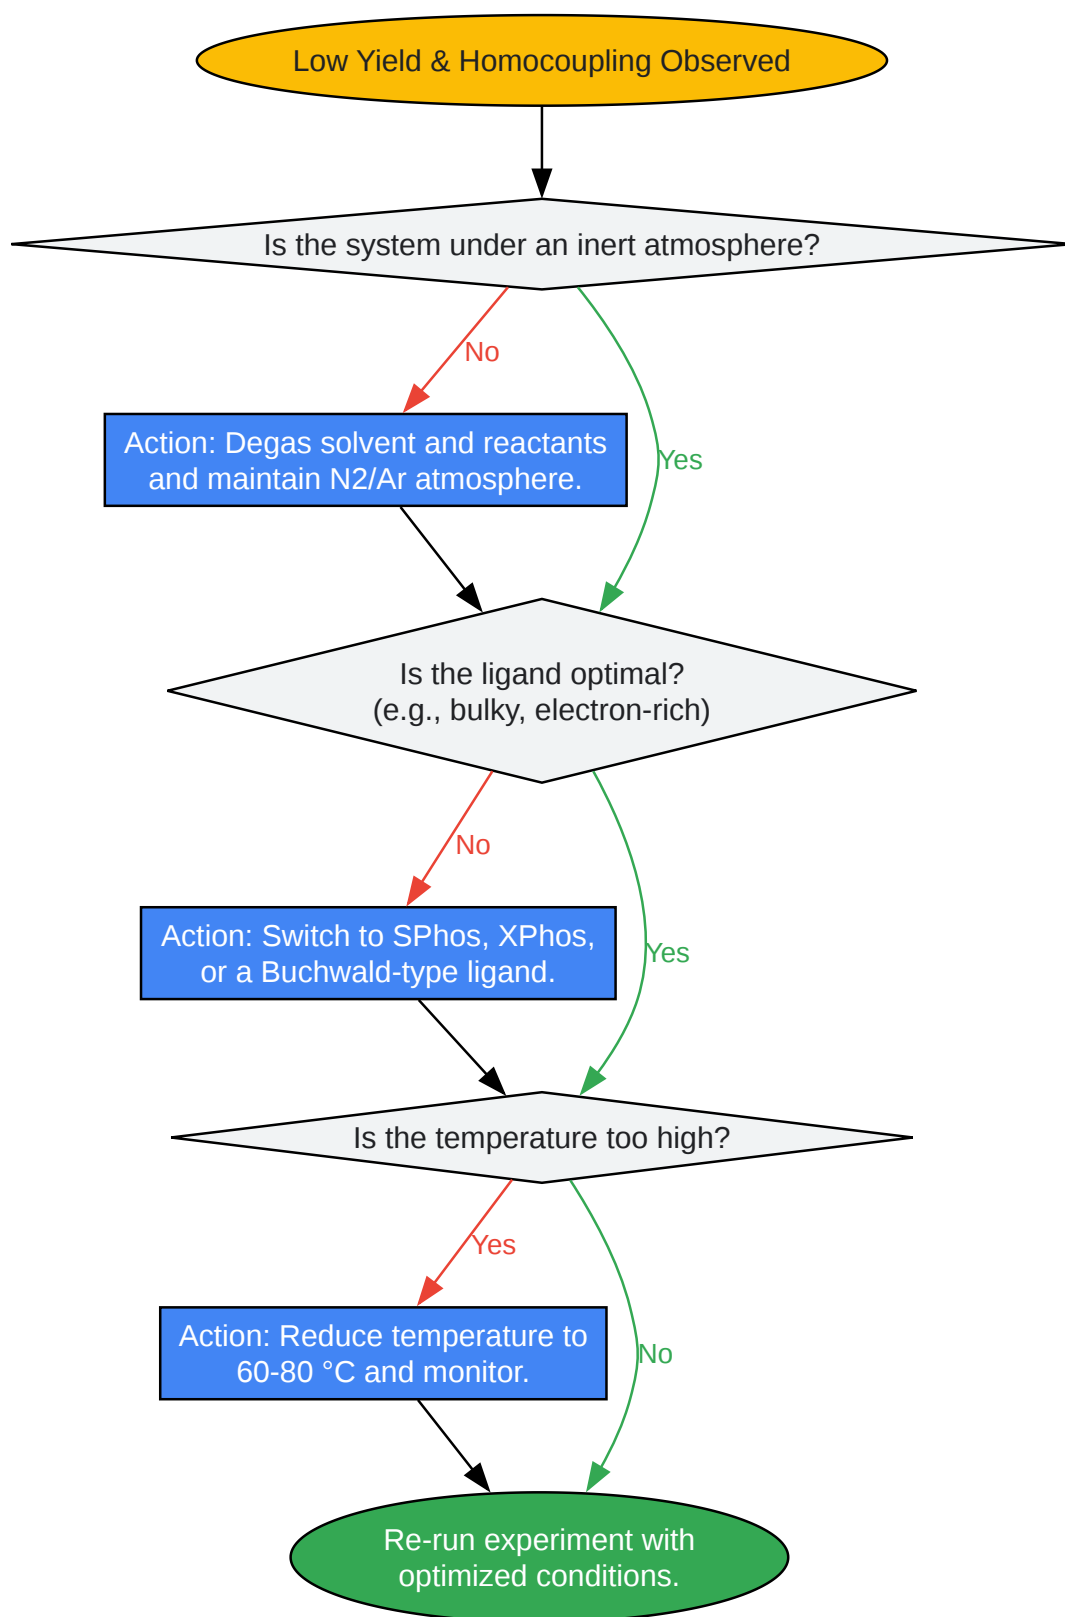 Low Yield & Homocoupling Observed
Is the system under an inert atmosphere?
No
Action: Degas solvent and reactants
and maintain N2/Ar atmosphere.
Yes
Is the ligand optimal?
(e.g., bulky, electron-rich)
No
Action: Switch to SPhos, XPhos,
or a Buchwald-type ligand.
Yes
Is the temperature too high?
Yes
Action: Reduce temperature to
60-80 °C and monitor.
No
Re-run experiment with
optimized conditions.